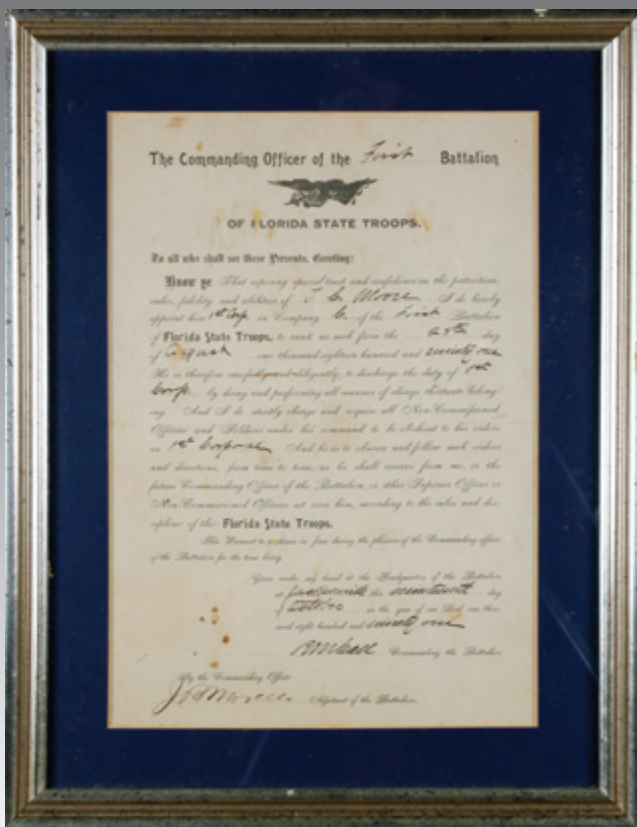 The Commanding Officer of the First Battalion
OF FLORIDA STATE TROOPS.
To all who shall see these Presents, Greeting:
Know ye That reposing special trust and confidence in the patriotism,
valor, fidelity and abilities of J. C. Moore I do hereby
appoint him 1st Corp. in Company C. of the First Battalion
of Florida State Troops, to rank as such from the 25th day
of August one thousand eighteen hundred and ninety one
He is therefore carefully and diligently, to discharge the duty of 1st
Corp. by doing and performing all manner of things thereunto belong-
ing. And I do strictly charge and require all Non-Commissioned
Officers and Soldiers under his command to be obedient to his orders
as 1st Corporal And he is to observe and follow such orders
and directions, from time to time, as he shall receive from me, or the
future Commanding Officer of the Battalion, or other Superior Officers or
Non-Commissioned Officers set over him, according to the rules and dis-
cipline of the Florida State Troops.
This Warrant to continue in force during the pleasure of the Commanding officer
of the Battalion for the time being.
Given under my hand at the Headquarters of the Battalion
at Jacksonville this nineteenth day
of October in the year of our Lord one thou-
sand eight hundred and ninety one
Commanding the Battalion
By the Commanding Officer
Adjutant of the Battalion.